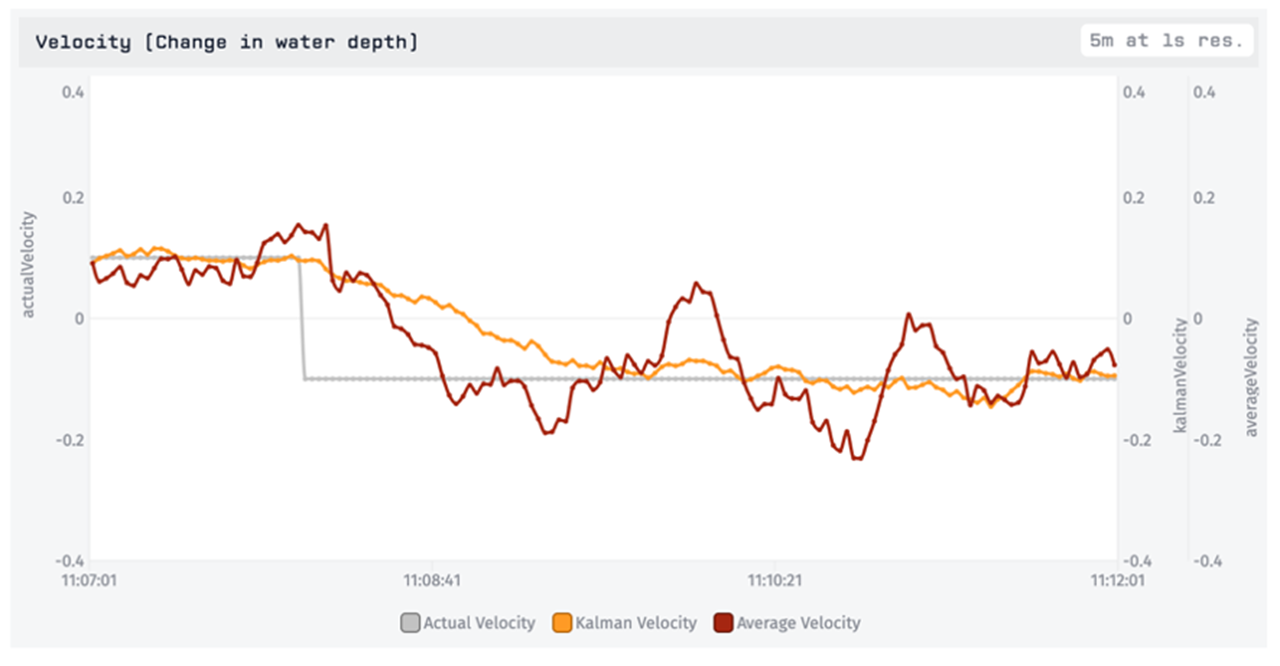 Velocity [Change in water depth]
5m at 1s res.
0.4
0.2
0
-0.2
-0.4
actualVelocity
0.4
0.2
0
-0.2
-0.4
kalmanVelocity
0.4
0.2
0
-0.2
-0.4
averageVelocity
11:07:01
11:08:41
11:10:21
11:12:01
Actual Velocity
Kalman Velocity
Average Velocity